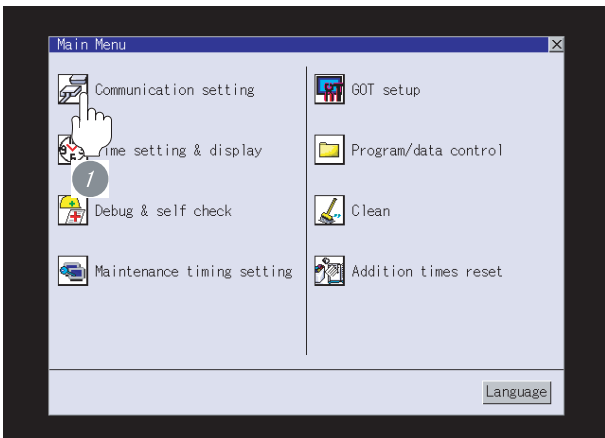 Main Menu
Communication setting
GOT setup
ime setting & display
Program/data control
1
Debug & self check
Clean
Maintenance timing setting
Addition times reset
Language